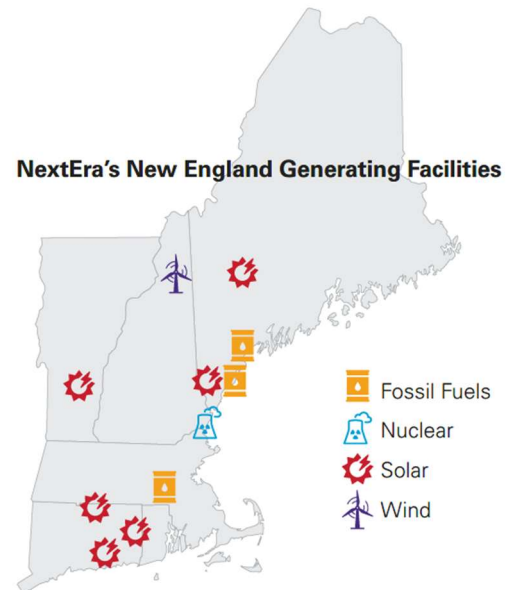 NextEra’s New England Generating Facilities
Fossil Fuels
Nuclear
Solar
Wind